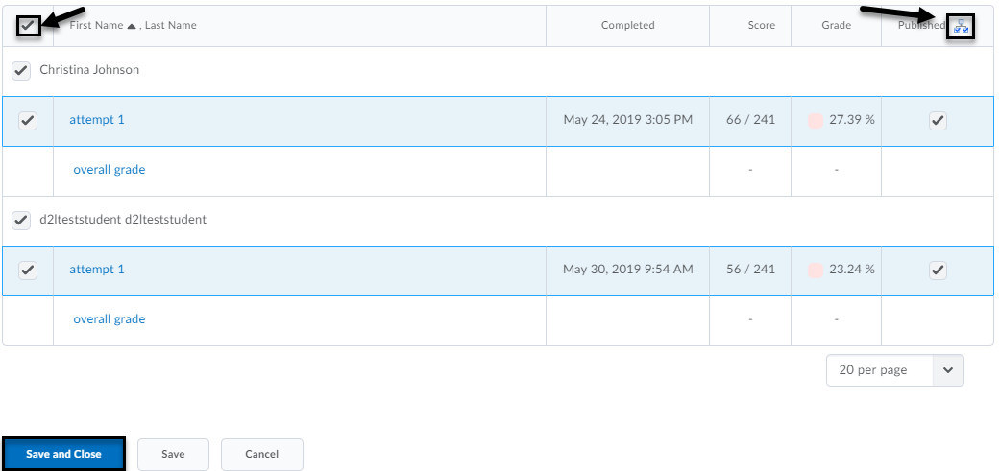 First Name , Last Name Completed Score Grade Published
Christina Johnson
attempt 1 May 24, 2019 3:05 PM 66 / 241 27.39 %
overall grade - -
d2lteststudent d2lteststudent
attempt 1 May 30, 2019 9:54 AM 56 / 241 23.24 %
overall grade - -
20 per page
Save and Close Save Cancel